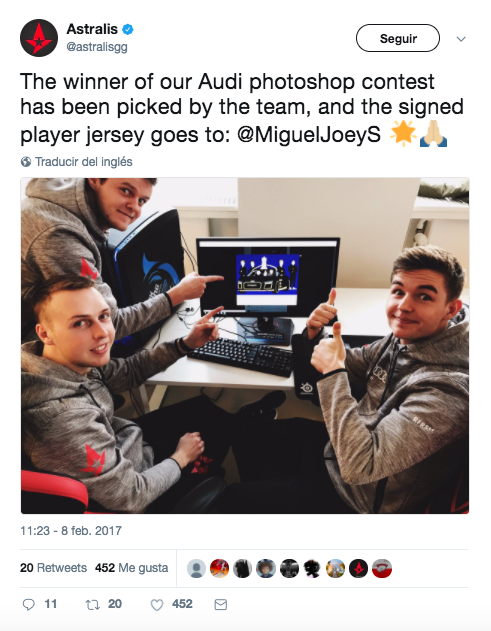 Astralis
@astralisgg
Seguir
The winner of our Audi photoshop contest
has been picked by the team, and the signed
player jersey goes to: @MiguelJoeyS 🌟🙏🏻
Traducir del inglés
11:23 - 8 feb. 2017
20 Retweets 452 Me gusta
11 20 452